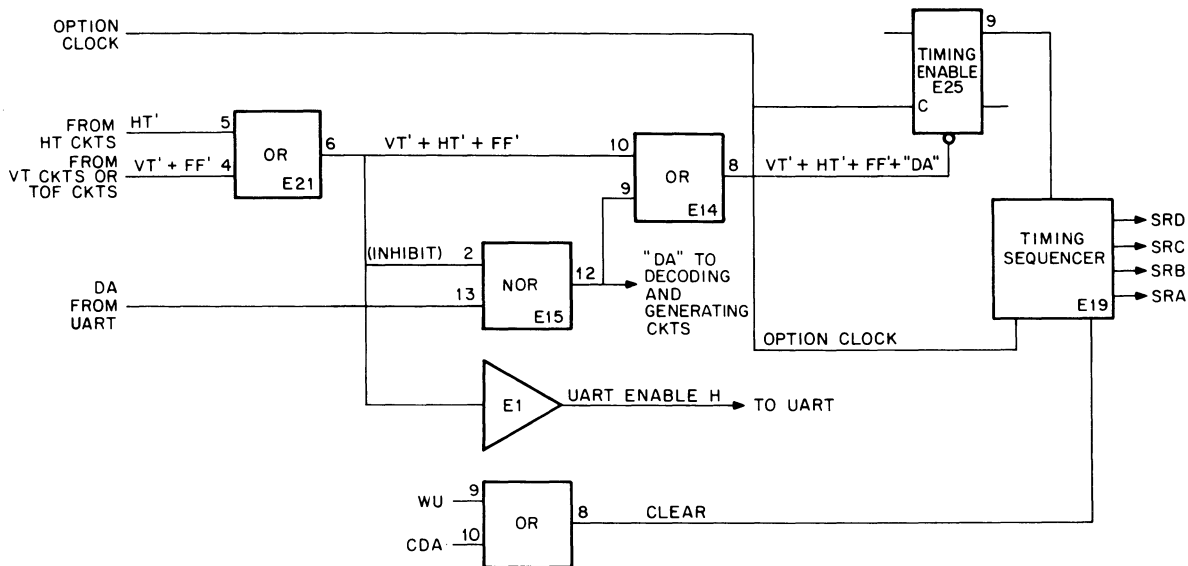 OPTION
CLOCK
9
TIMING
ENABLE
E25
C
FROM
HT CKTS
HT'
5
FROM
VT CKTS OR
TOF CKTS
VT' + FF'
4
OR
E21
6
VT' + HT' + FF'
10
9
OR
E14
8
VT' + HT' + FF' + "DA"
(INHIBIT)
2
DA
FROM
UART
13
NOR
E15
12
"DA" TO
DECODING
AND
GENERATING
CKTS
TIMING
SEQUENCER
E19
SRD
SRC
SRB
SRA
OPTION CLOCK
E1
UART ENABLE H
TO UART
WU
9
CDA
10
OR
8
CLEAR